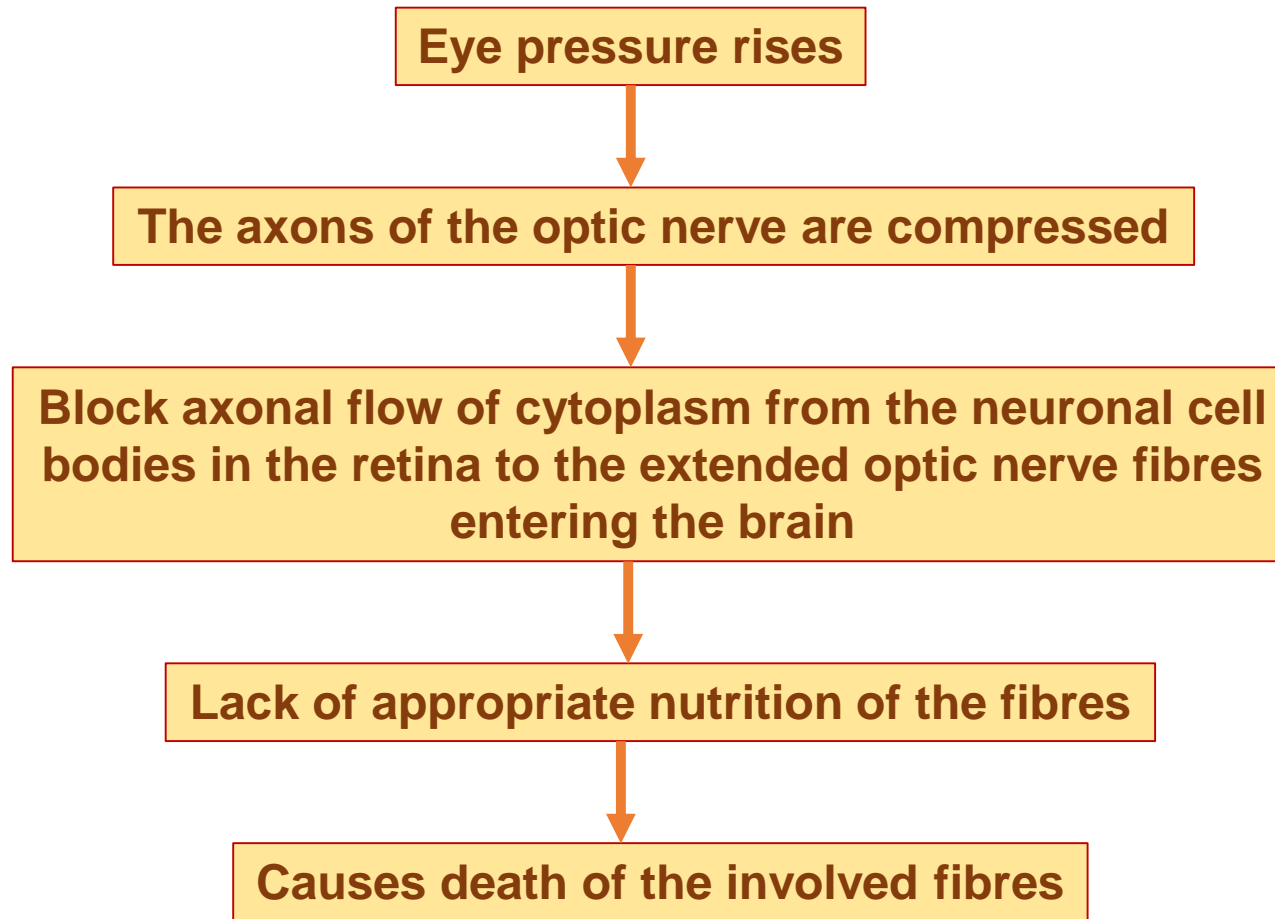 Eye pressure rises
The axons of the optic nerve are compressed
Block axonal flow of cytoplasm from the neuronal cell
bodies in the retina to the extended optic nerve fibres
entering the brain
Lack of appropriate nutrition of the fibres
Causes death of the involved fibres